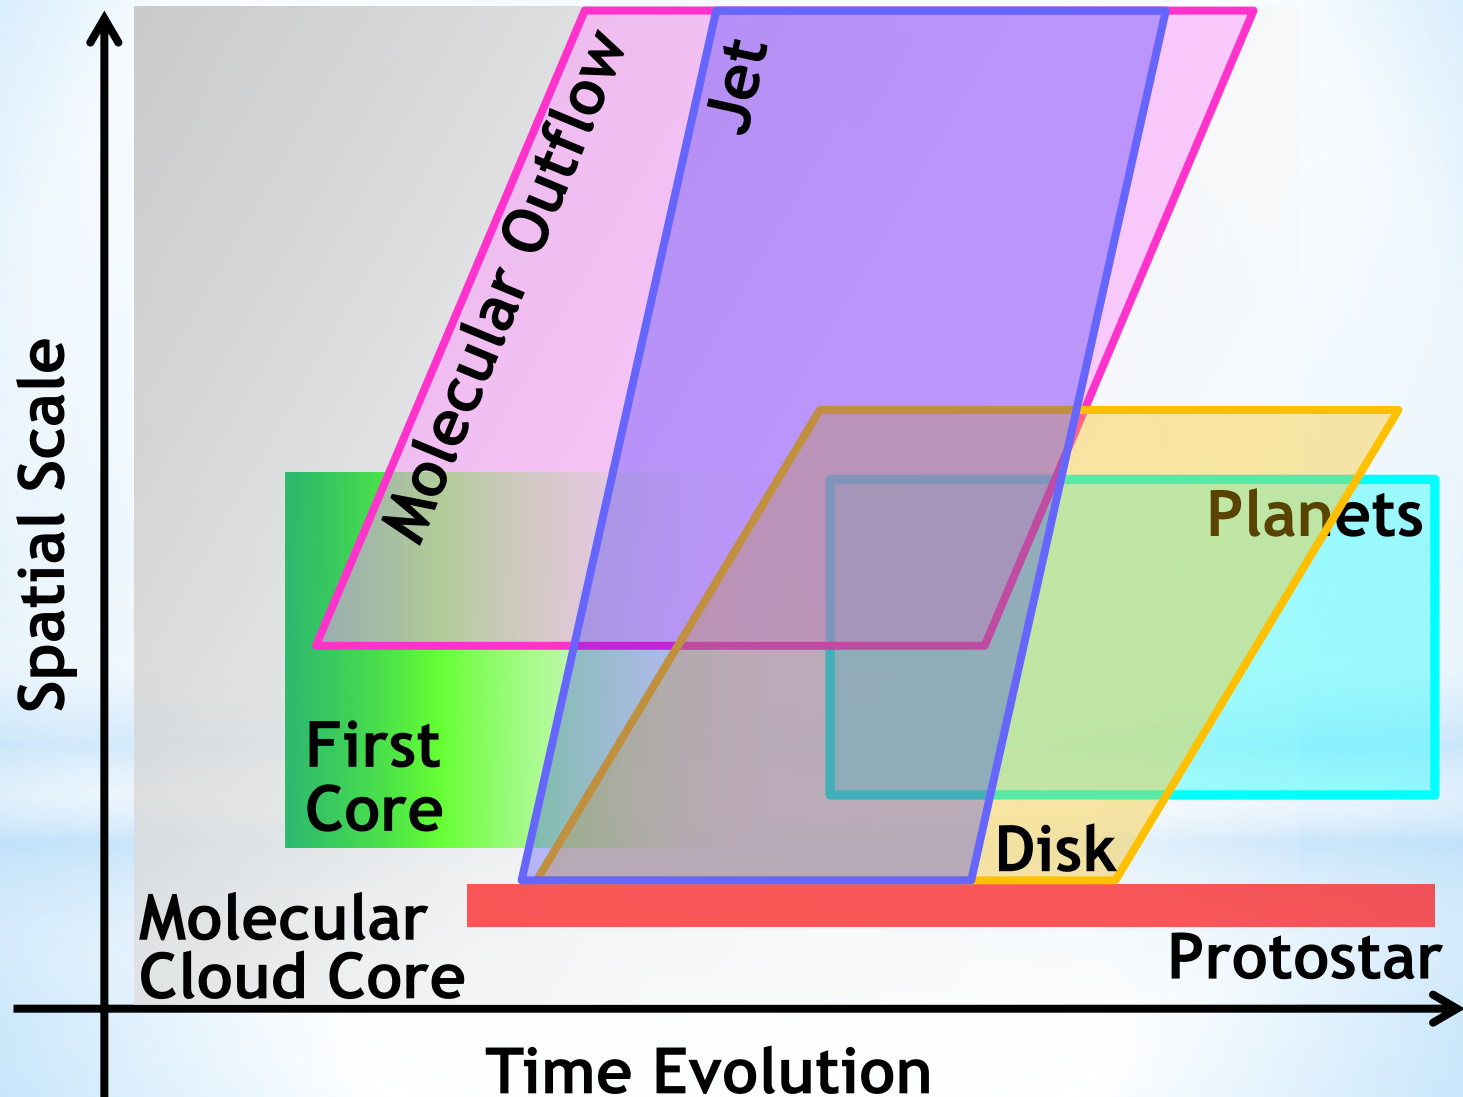 Molecular Outflow
Jet
Spatial Scale
Planets
First
Core
Disk
Molecular
Cloud Core
Protostar
Time Evolution